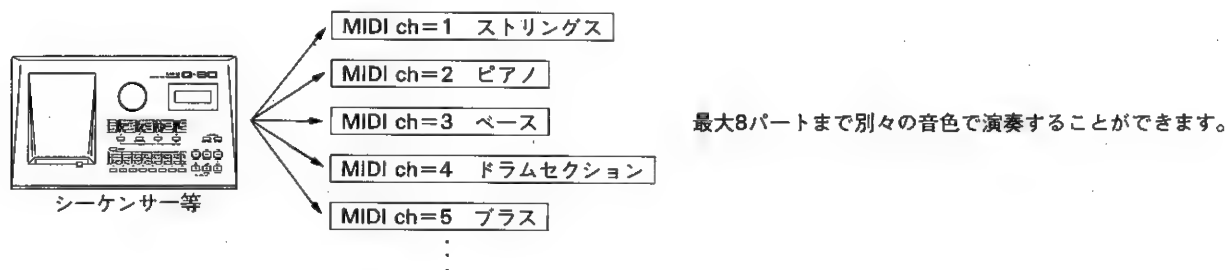 MIDI ch=1 ストリングス
MIDI ch=2 ピアノ
MIDI ch=3 ベース
MIDI ch=4 ドラムセクション
MIDI ch=5 ブラス
シーケンサー等
最大8パートまで別々の音色で演奏することができます。